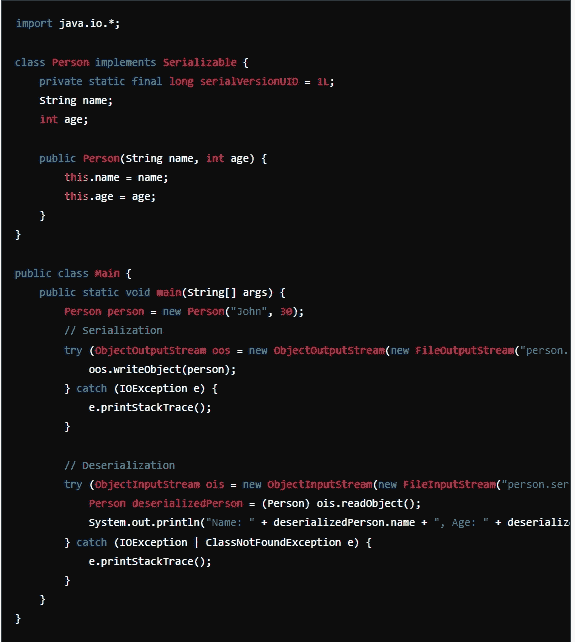 import java.io.*;
class Person implements Serializable {
private static final long serialVersionUID = 1L;
String name;
int age;
public Person(String name, int age) {
this.name = name;
this.age = age;
}
}
public class Main {
public static void main(String[] args) {
Person person = new Person("John", 30);
// Serialization
try (ObjectOutputStream oos = new ObjectOutputStream(new FileOutputStream("person.
oos.writeObject(person);
} catch (IOException e) {
e.printStackTrace();
}
// Deserialization
try (ObjectInputStream ois = new ObjectInputStream(new FileInputStream("person.ser
Person deserializedPerson = (Person) ois.readObject();
System.out.println("Name: " + deserializedPerson.name + ", Age: " + deserialize
} catch (IOException | ClassNotFoundException e) {
e.printStackTrace();
}
}
}